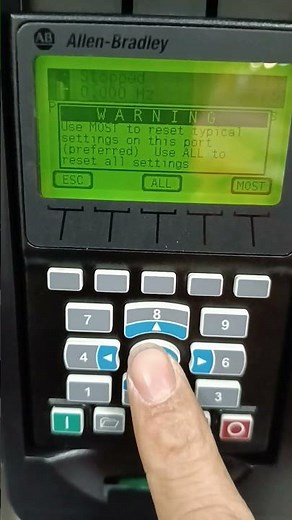 AB Allen-Bradley
Stopped
0.000 Hz
WARNING
Use MOST to reset typical
settings on this port
(preferred) Use ALL to
reset all settings
ESC ALL MOST
7 8 9
4 6
1 3